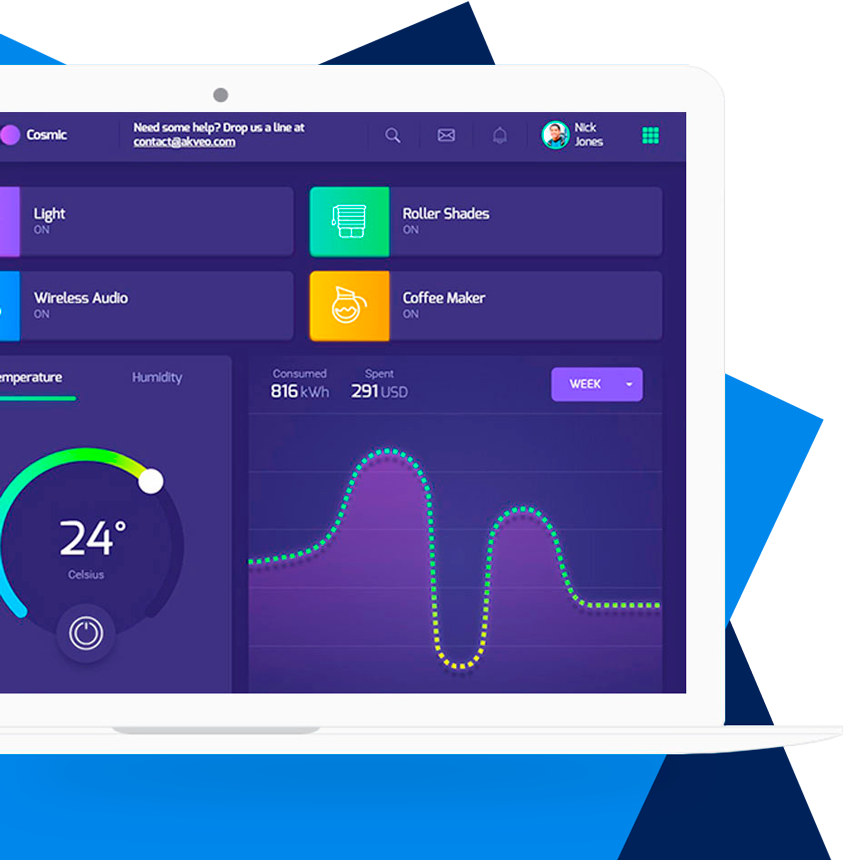 Cosmic
Need some help? Drop us a line at
contact@akveo.com
Nick
Jones
Light
ON
Roller Shades
ON
Wireless Audio
ON
Coffee Maker
ON
emperature
Humidity
Consumed
816 kWh
Spent
291 USD
WEEK
24°
Celsius